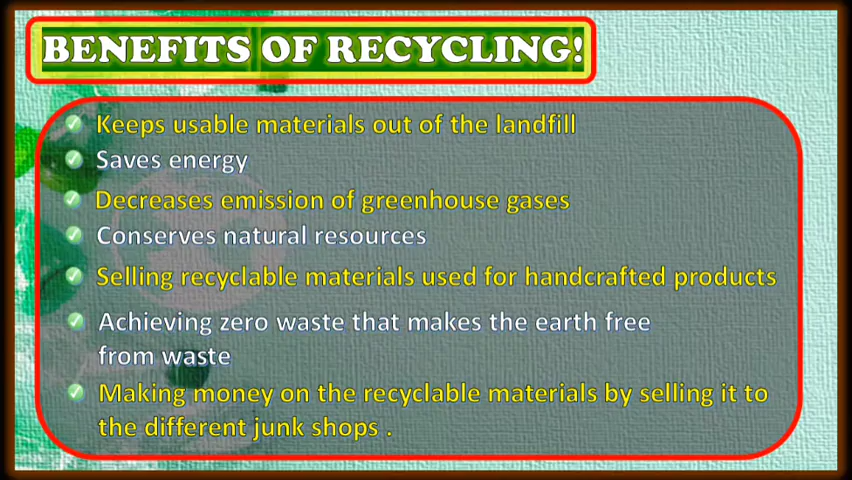 BENEFITS OF RECYCLING!
Keeps usable materials out of the landfill
Saves energy
Decreases emission of greenhouse gases
Conserves natural resources
Selling recyclable materials used for handcrafted products
Achieving zero waste that makes the earth free
from waste
Making money on the recyclable materials by selling it to
the different junk shops .